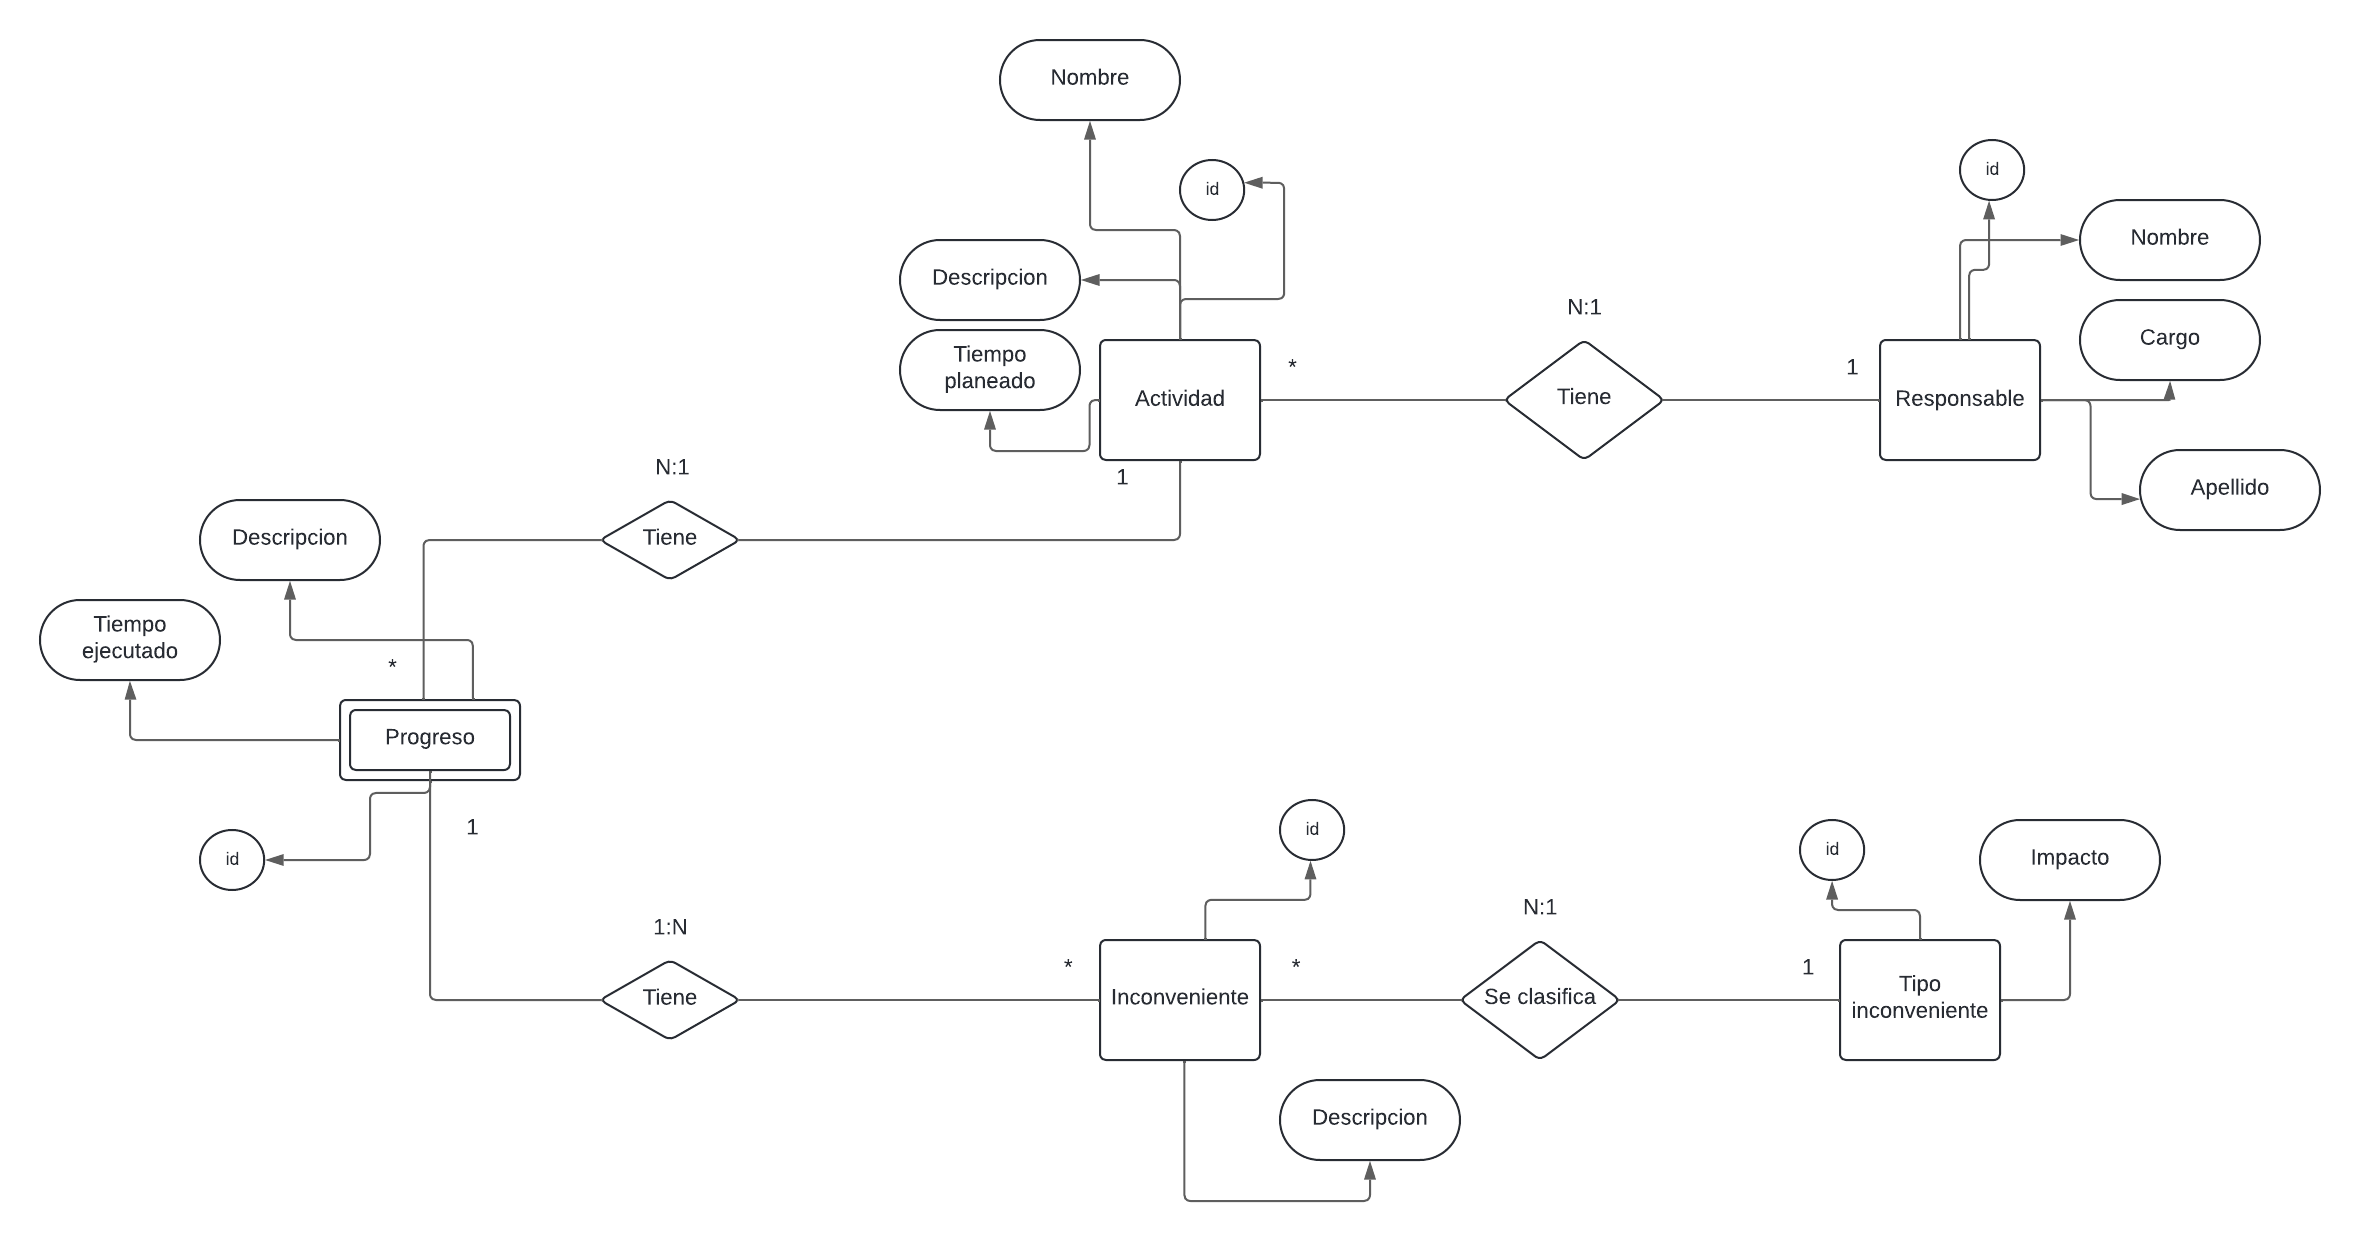 Nombre
id
id
Nombre
Descripcion
Tiempo
planeado
Actividad
*
N:1
Tiene
1
Responsable
Cargo
Apellido
1
N:1
Tiene
Descripcion
Tiempo
ejecutado
*
Progreso
id
1
1:N
Tiene
*
Inconveniente
id
*
N:1
Se clasifica
1
id
Impacto
Tipo
inconveniente
Descripcion